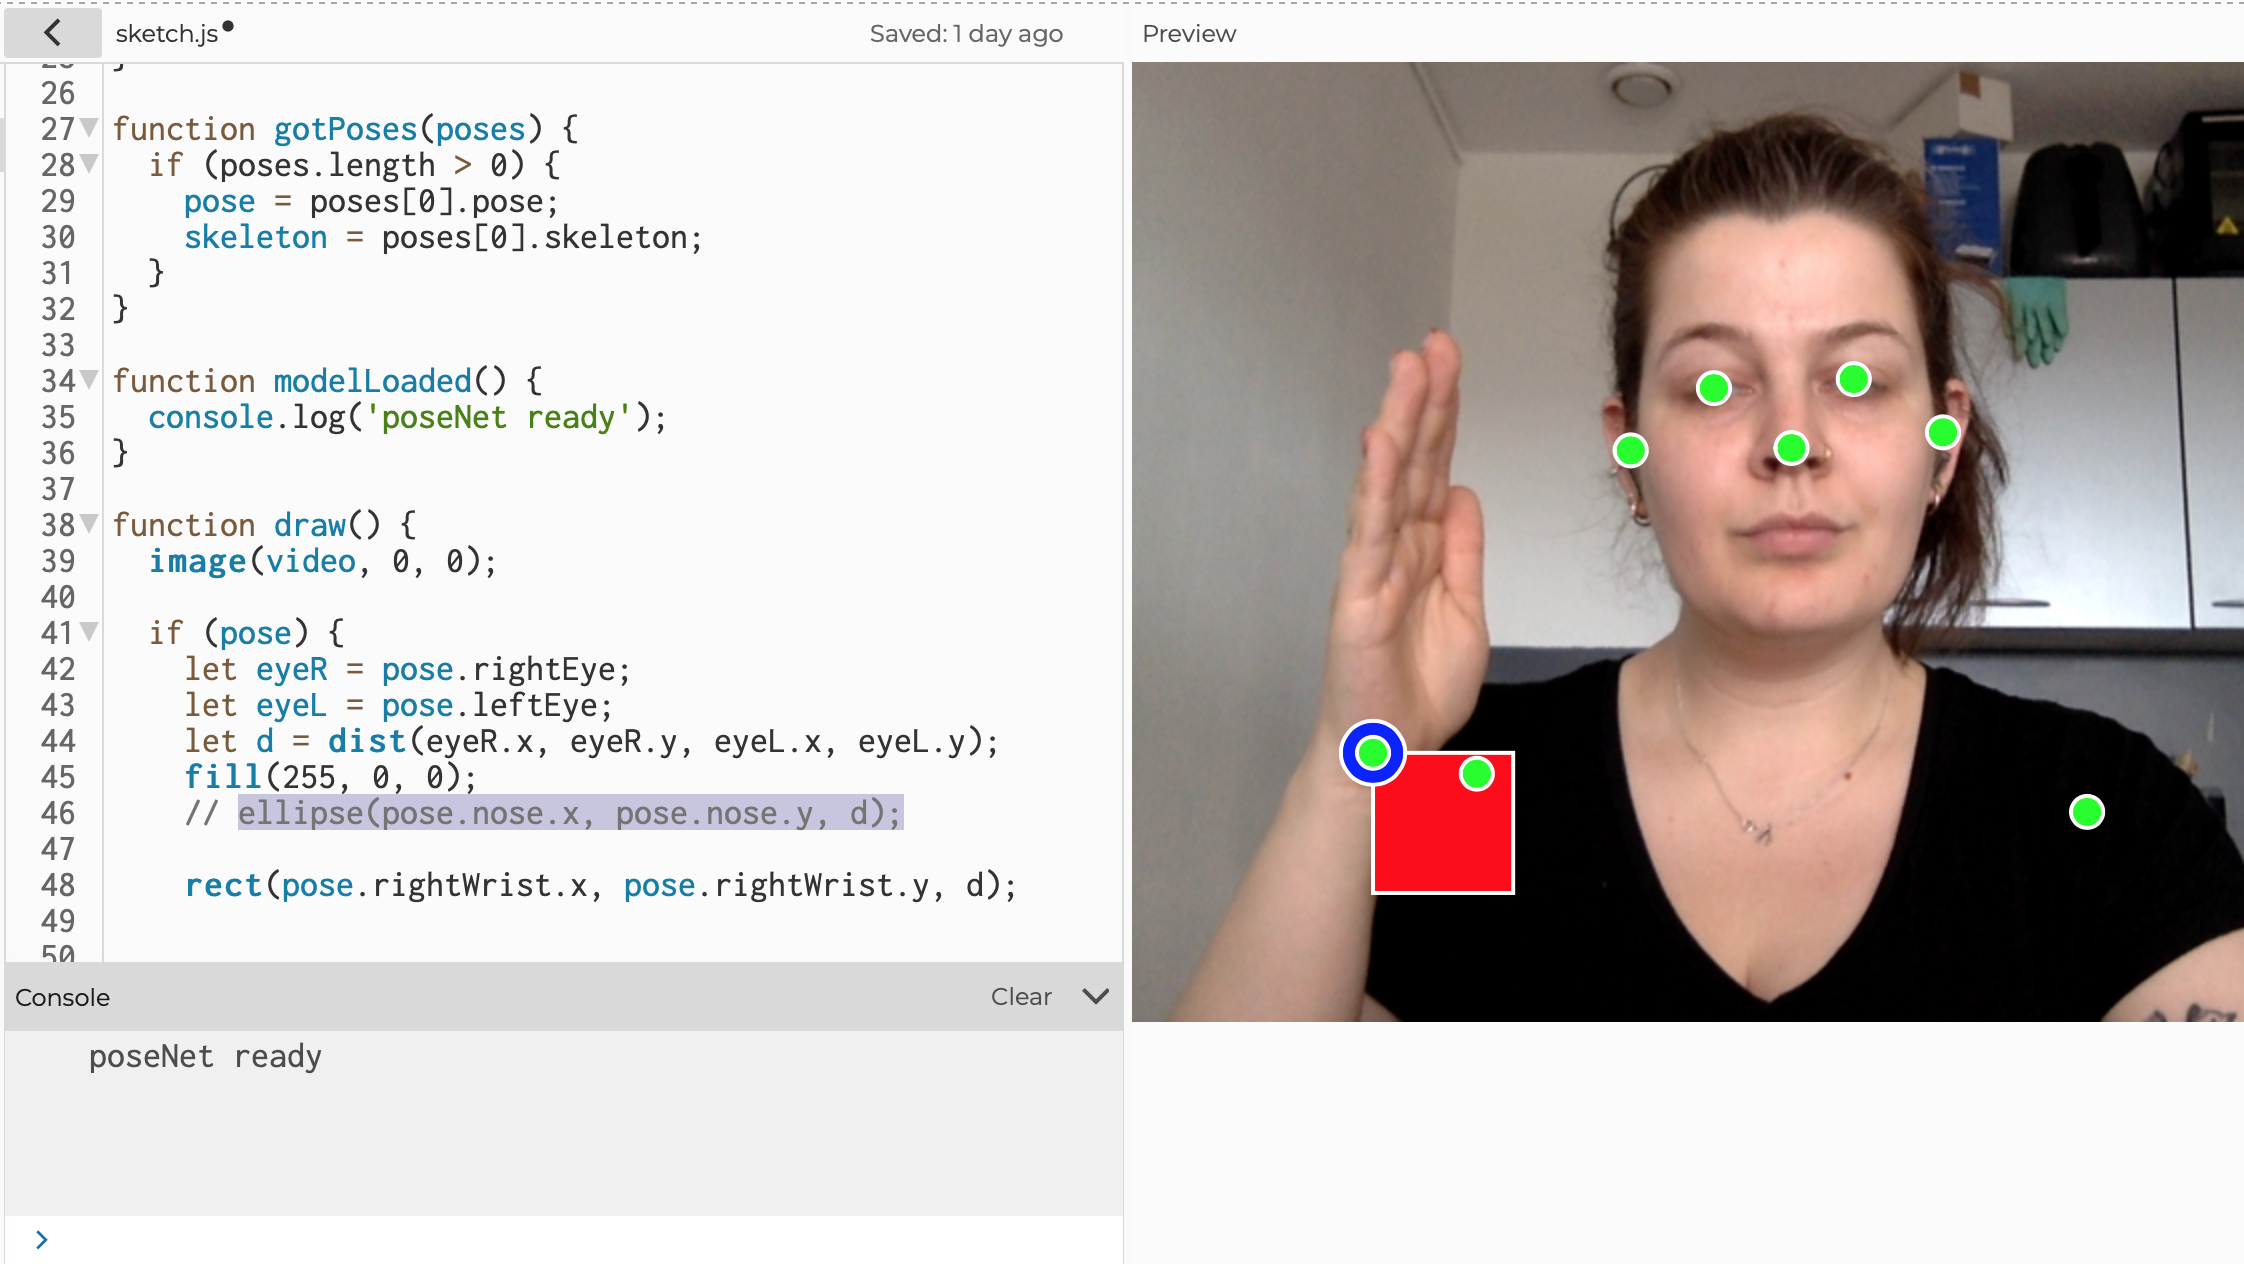 sketch.js
Saved: 1 day ago
Preview
26
27 function gotPoses(poses) {
28 if (poses.length > 0) {
29 pose = poses[0].pose;
30 skeleton = poses[0].skeleton;
31 }
32 }
33
34 function modelLoaded() {
35 console.log('poseNet ready');
36 }
37
38 function draw() {
39 image(video, 0, 0);
40
41 if (pose) {
42 let eyeR = pose.rightEye;
43 let eyeL = pose.leftEye;
44 let d = dist(eyeR.x, eyeR.y, eyeL.x, eyeL.y);
45 fill(255, 0, 0);
46 // ellipse(pose.nose.x, pose.nose.y, d);
47
48 rect(pose.rightWrist.x, pose.rightWrist.y, d);
49
50
Console
Clear
poseNet ready